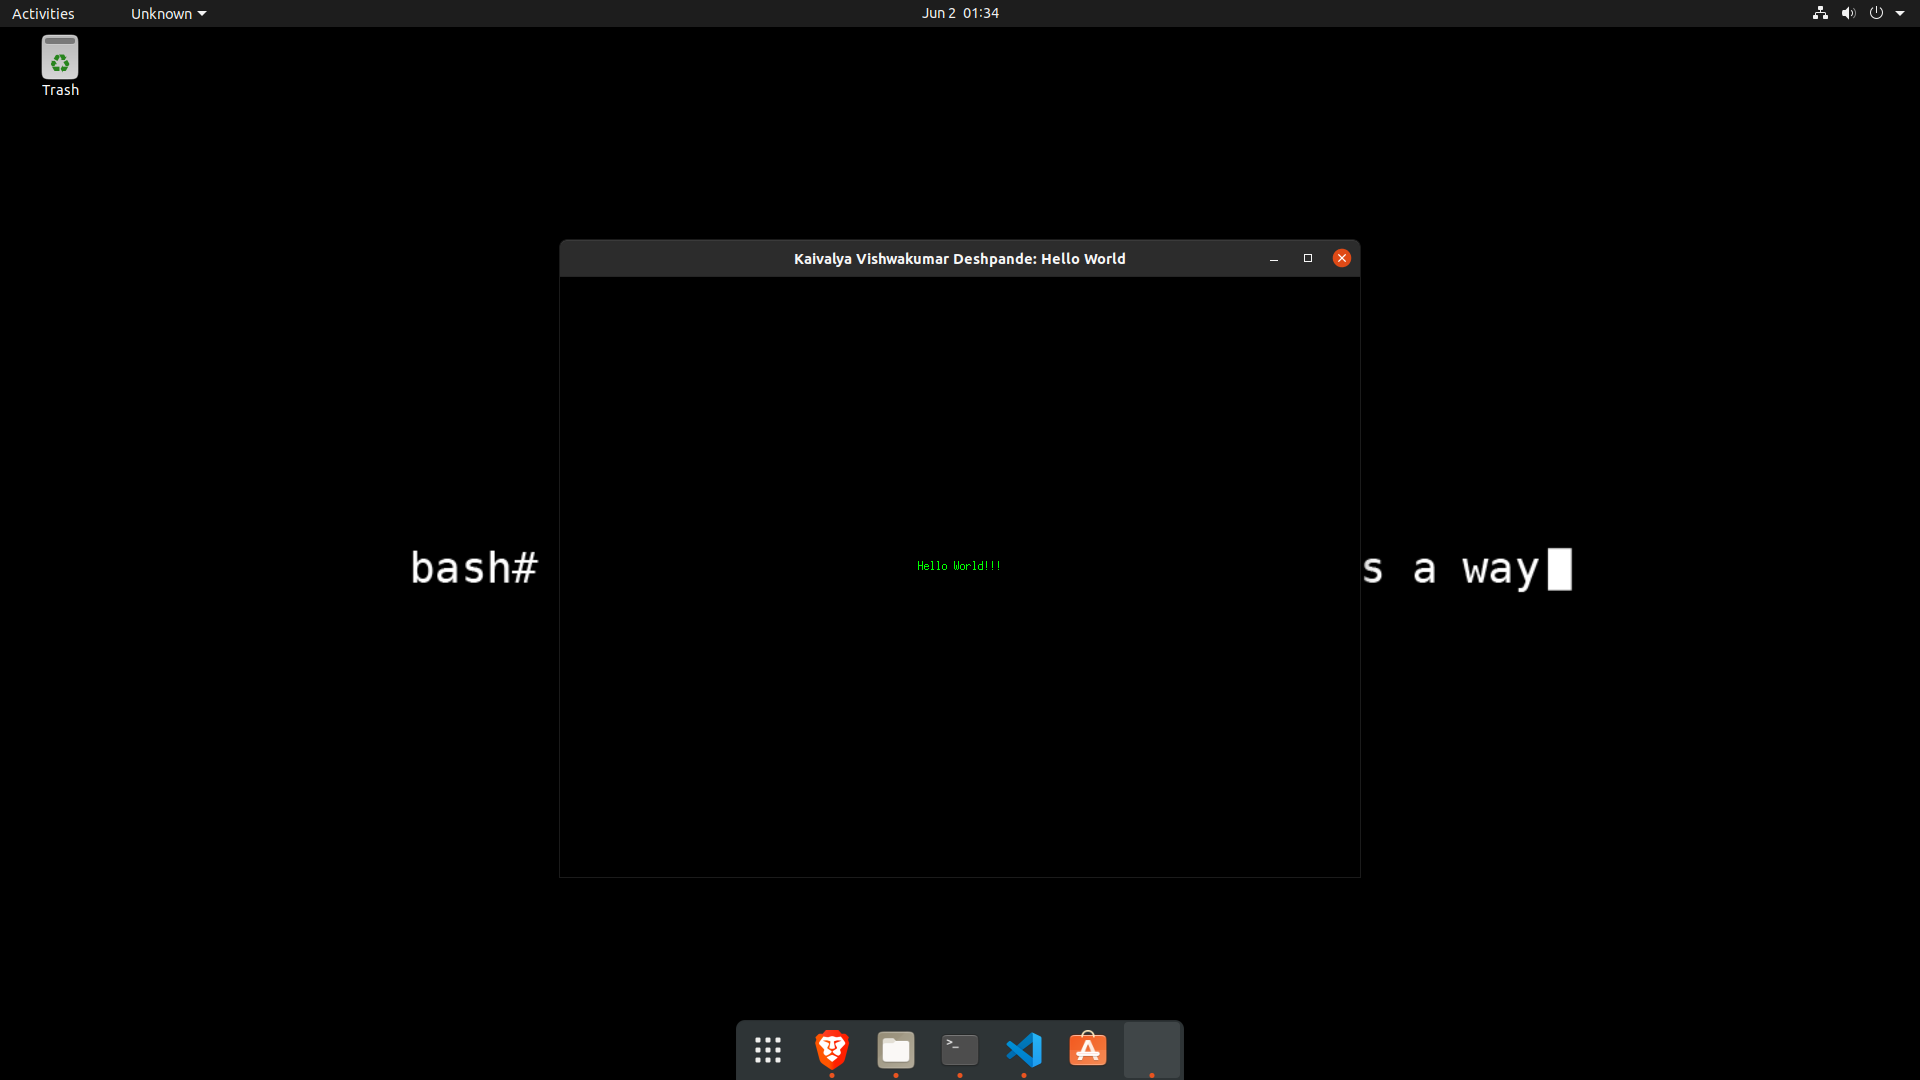 Activities
Unknown
Jun 2 01:34
Trash
Kaivalya Vishwakumar Deshpande: Hello World
bash#
Hello World!!!
s a way
>_